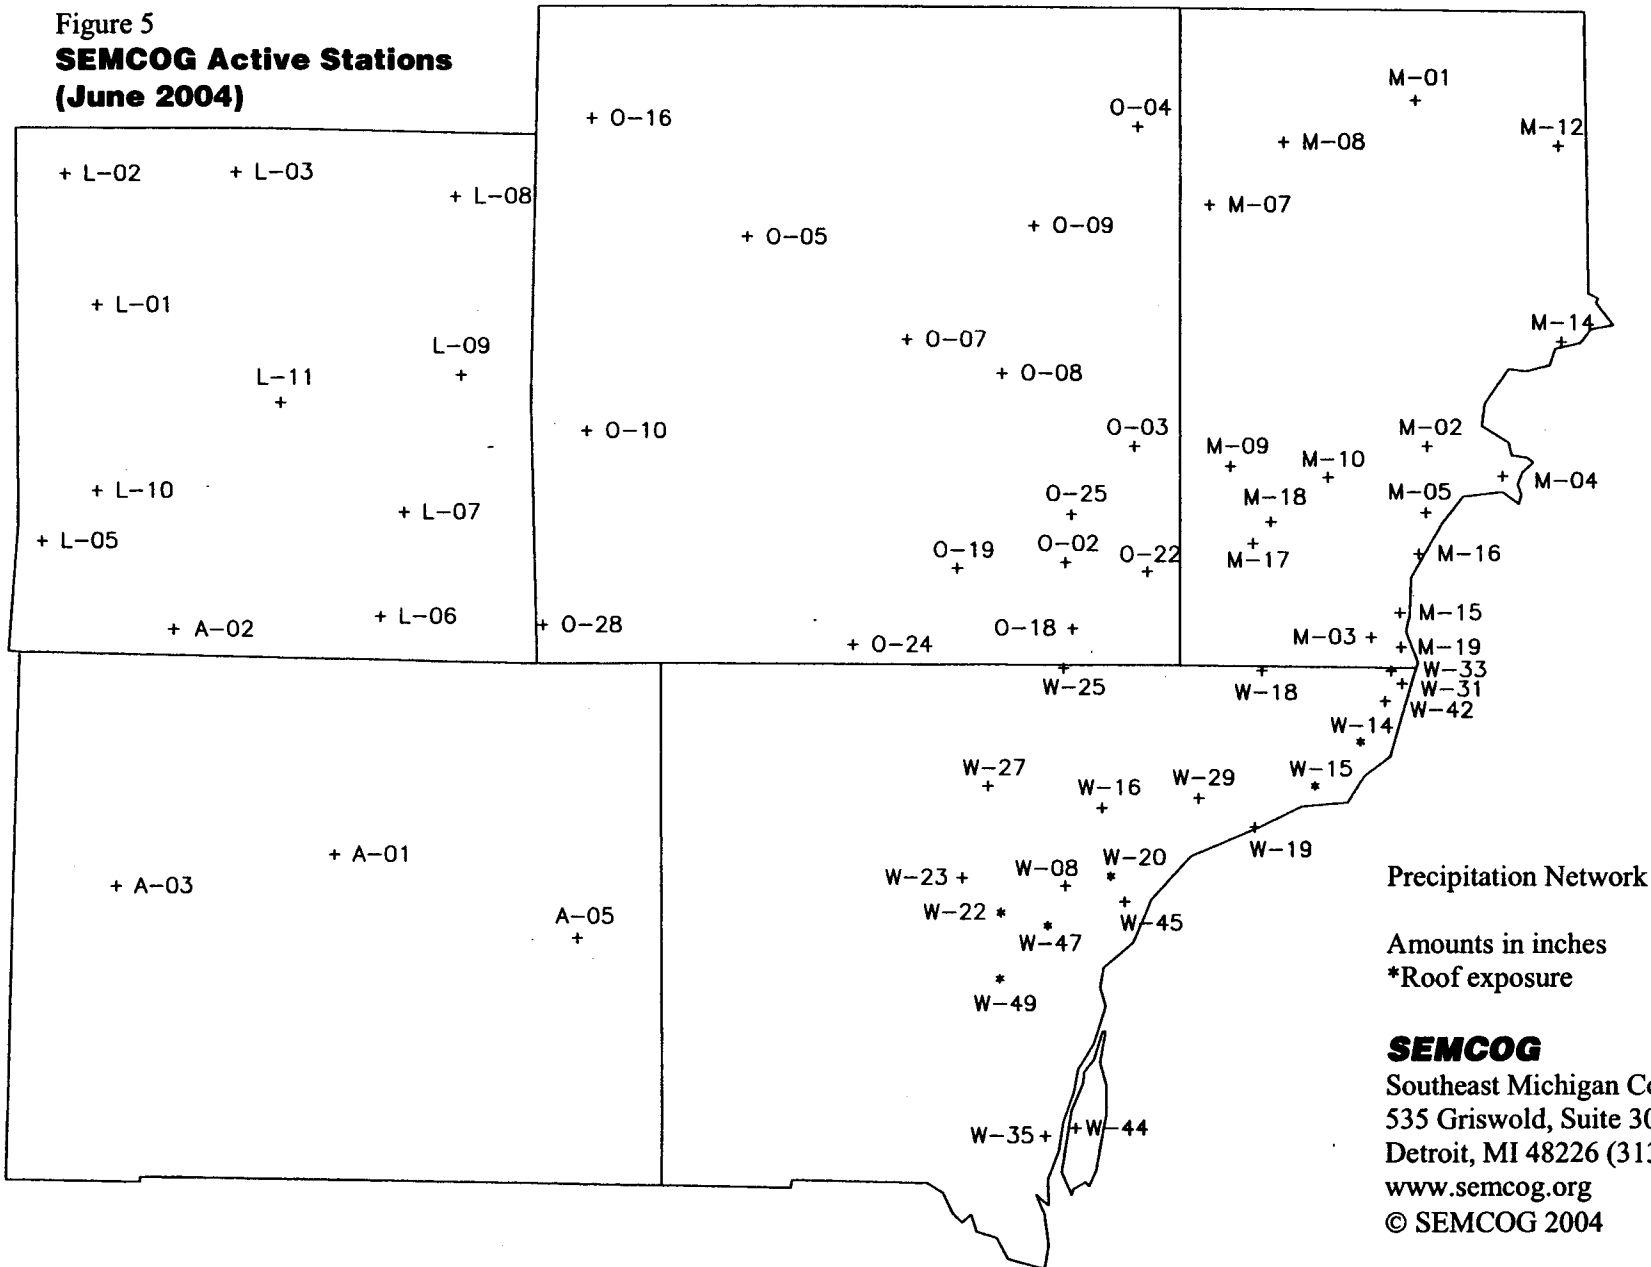 Figure 5
SEMCOG Active Stations
(June 2004)
M-01
O-04
O-16
M-12
M-08
L-02
L-03
L-08
M-07
O-09
O-05
L-01
M-14
L-09
O-07
L-11
O-08
O-10
O-03
M-02
M-09
M-10
M-04
L-10
O-25
M-18
M-05
L-07
L-05
O-19
O-02
O-22
M-17
M-16
L-06
M-15
O-28
A-02
O-18
M-03
O-24
M-19
W-33
W-25
W-18
W-31
W-42
W-14
W-27
W-15
W-29
W-16
W-19
A-01
W-20
W-08
W-23
A-03
Precipitation Network
W-22
A-05
W-45
W-47
Amounts in inches
*Roof exposure
W-49
SEMCOG
Southeast Michigan
535 Griswold, Suite
W-35
W-44
Detroit, MI 48226
www.semcog.org
© SEMCOG 2004